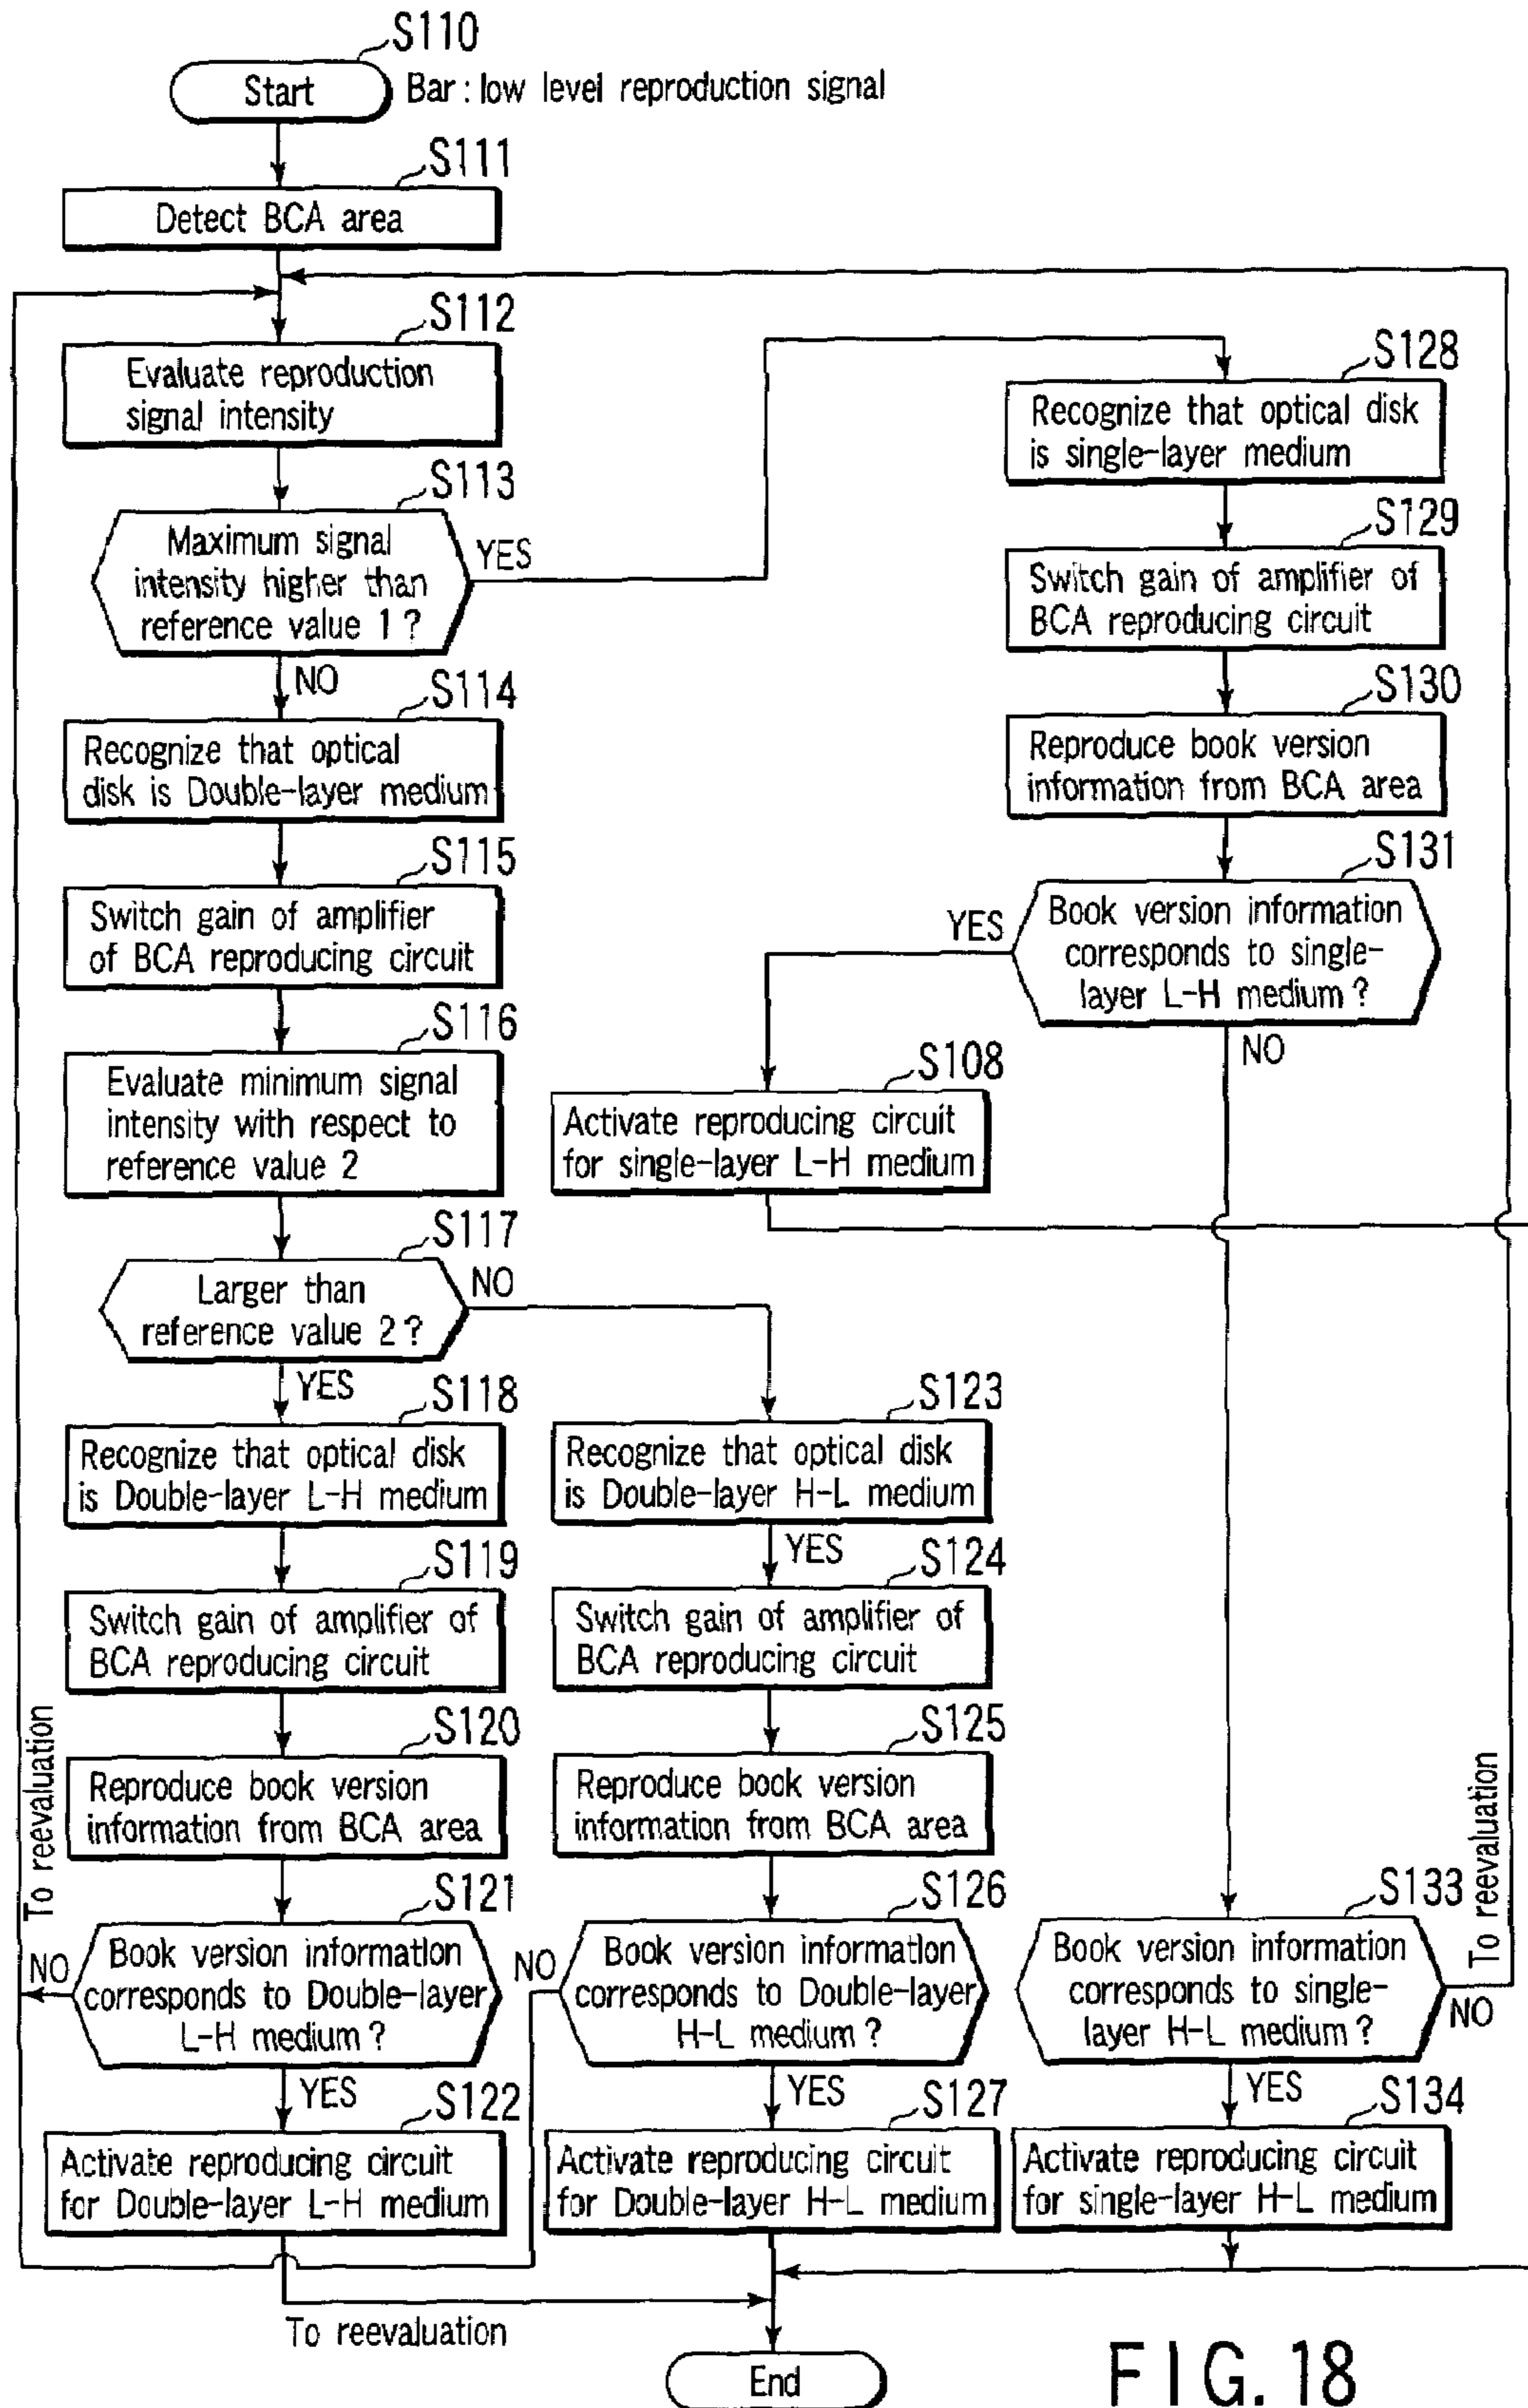 S110
Start
Bar : low level reproduction signal
S111
Detect BCA area
S112
Evaluate reproduction
signal intensity
S113
Maximum signal
intensity higher than
reference value 1 ?
YES
NO
S114
Recognize that optical
disk is Double-layer medium
S115
Switch gain of amplifier
of BCA reproducing circuit
S116
Evaluate minimum signal
intensity with respect to
reference value 2
S117
Larger than
reference value 2 ?
NO
YES
S118
Recognize that optical disk
is Double-layer L-H medium
S119
Switch gain of amplifier of
BCA reproducing circuit
S120
Reproduce book version
information from BCA area
S121
Book version information
corresponds to Double-layer
L-H medium ?
NO
To reevaluation
YES
S122
Activate reproducing circuit
for Double-layer L-H medium
To reevaluation
S123
Recognize that optical disk
is Double-layer H-L medium
YES
S124
Switch gain of amplifier of
BCA reproducing circuit
S125
Reproduce book version
information from BCA area
S126
Book version information
corresponds to Double-layer
H-L medium ?
NO
YES
S127
Activate reproducing circuit
for Double-layer H-L medium
S128
Recognize that optical disk
is single-layer medium
S129
Switch gain of amplifier of
BCA reproducing circuit
S130
Reproduce book version
information from BCA area
S131
Book version information
corresponds to single-
layer L-H medium ?
YES
NO
S108
Activate reproducing circuit
for single-layer L-H medium
S133
Book version information
corresponds to single-
layer H-L medium ?
NO
To reevaluation
YES
S134
Activate reproducing circuit
for single-layer H-L medium
End
FIG. 18